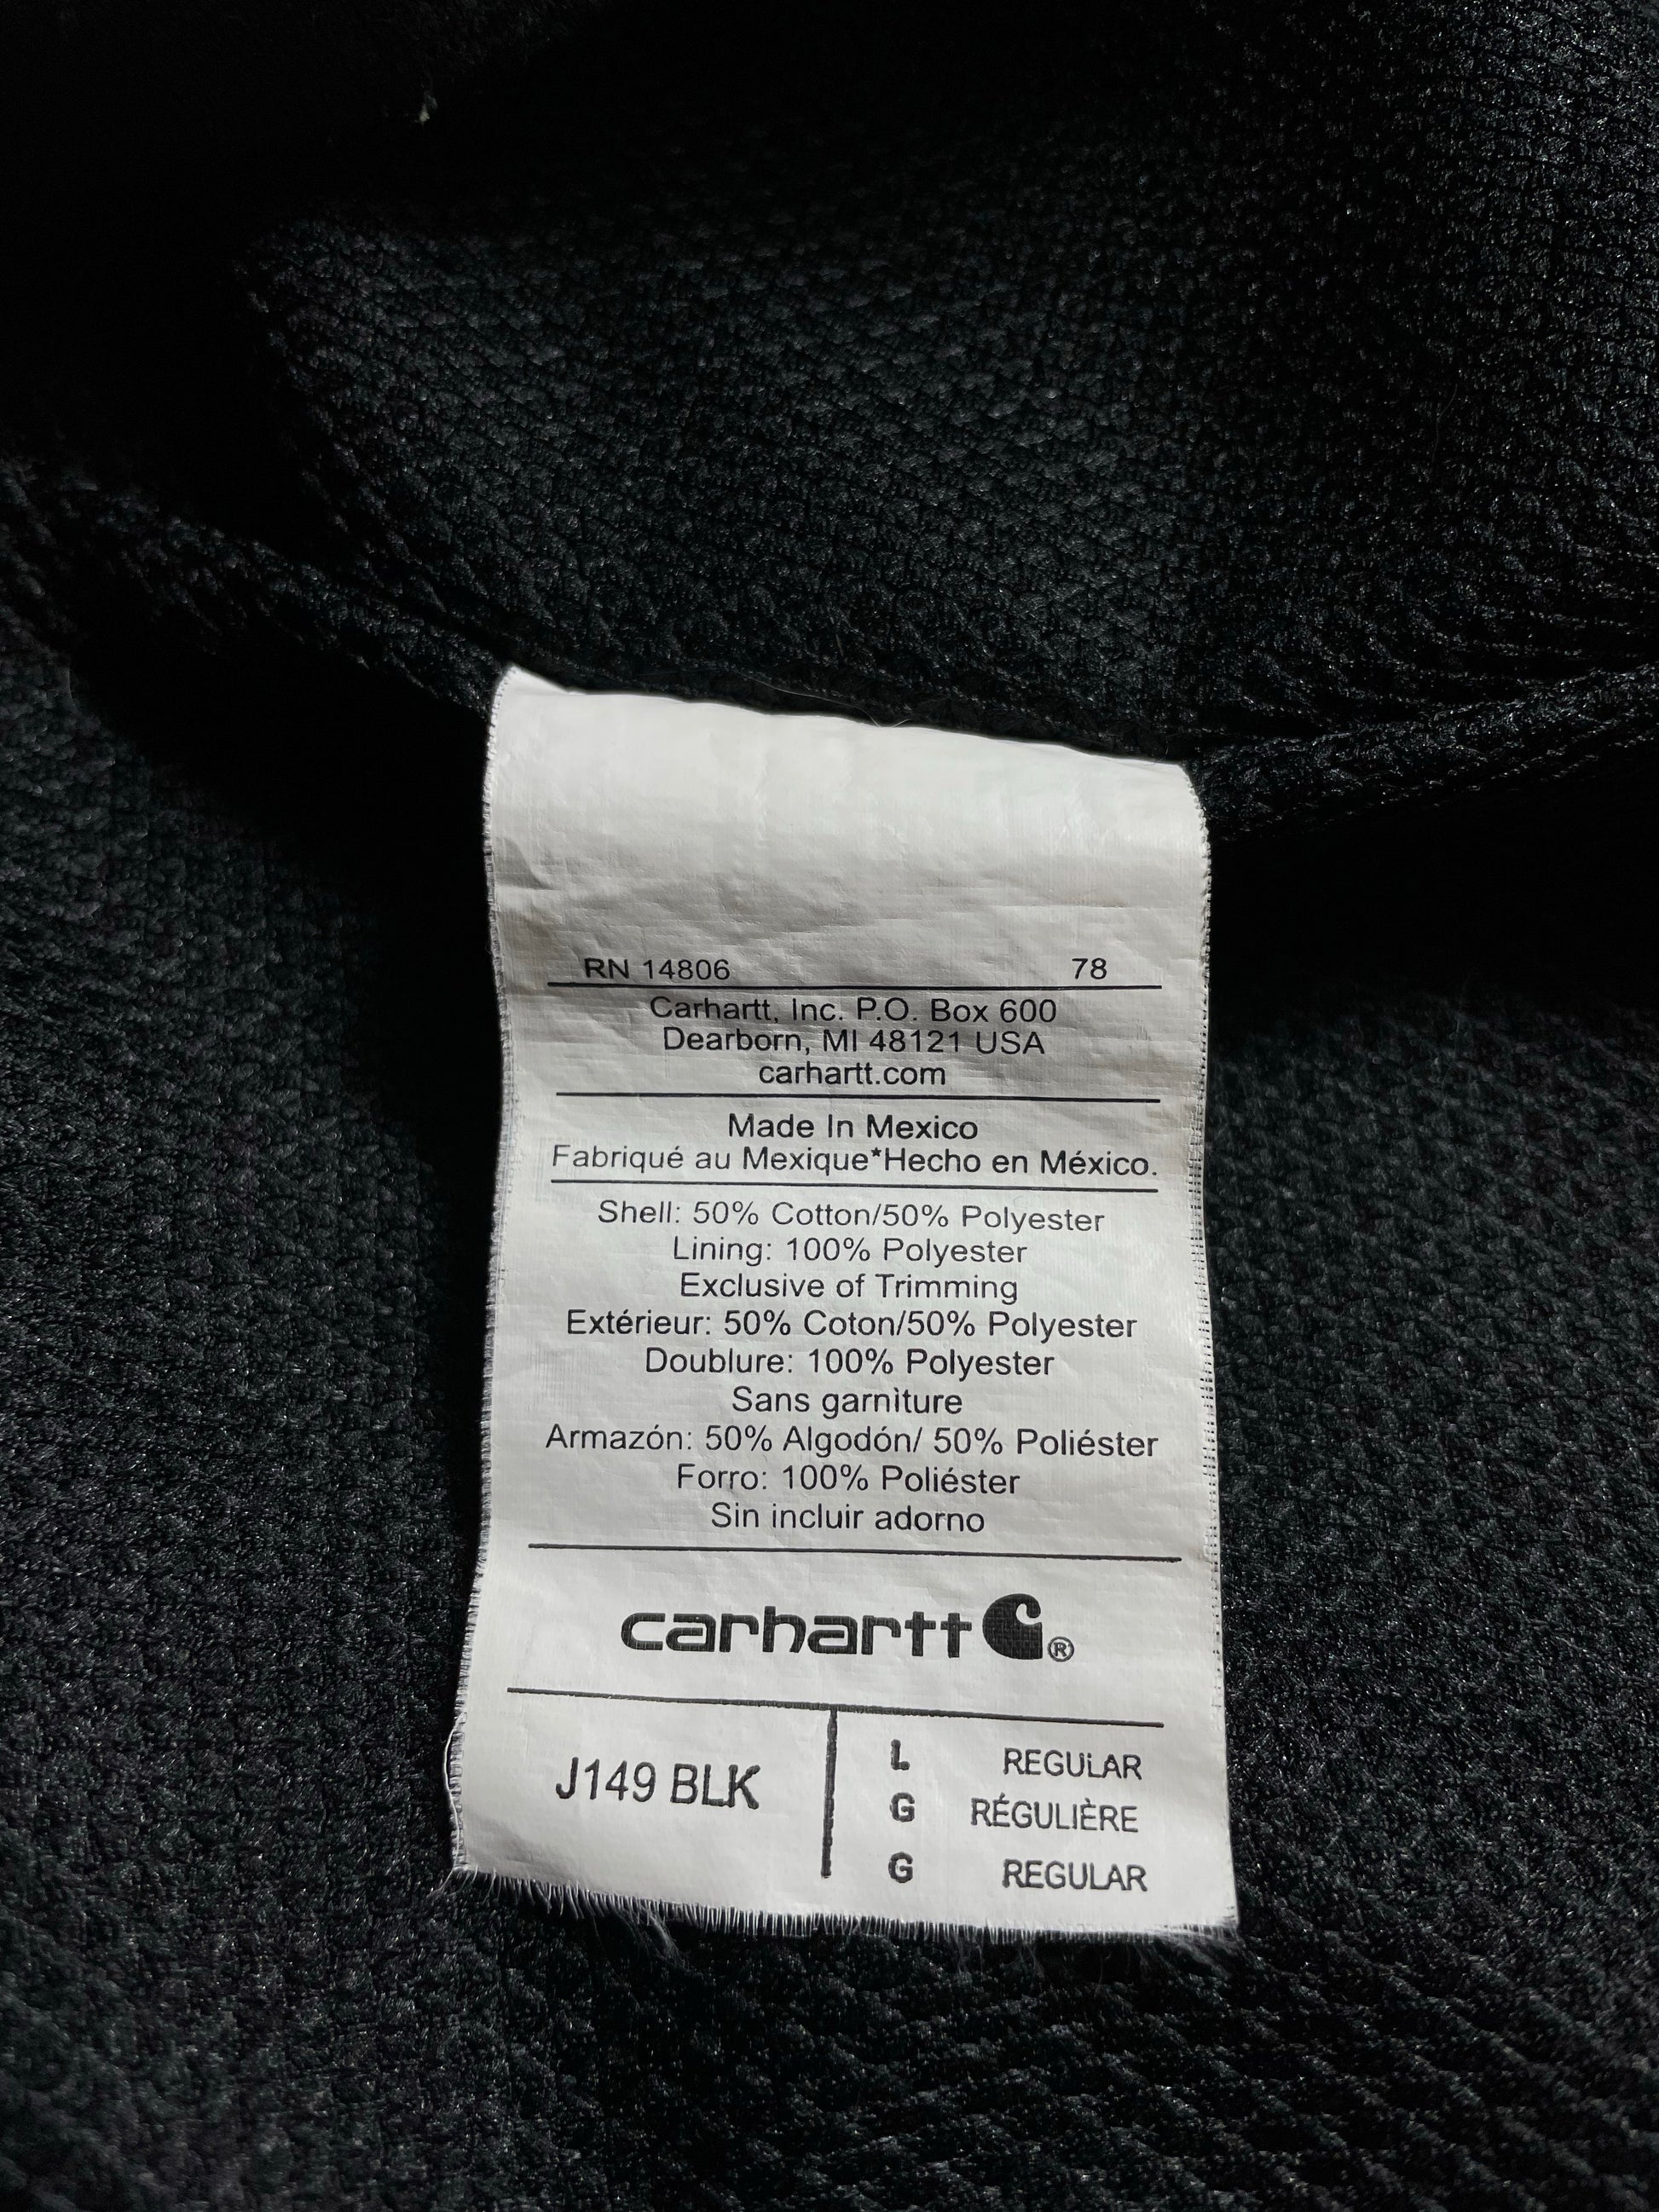 RN 14806 78
Carhartt, Inc. P.O. Box 600
Dearborn, MI 48121 USA
carhartt.com
Made In Mexico
Fabriqué au Mexique*Hecho en México.
Shell: 50% Cotton/50% Polyester
Lining: 100% Polyester
Exclusive of Trimming
Extérieur: 50% Coton/50% Polyester
Doublure: 100% Polyester
Sans garniture
Armazón: 50% Algodón/ 50% Poliéster
Forro: 100% Poliéster
Sin incluir adorno
carhartt ®
J149 BLK
L REGULAR
G RÉGULIÈRE
G REGULAR